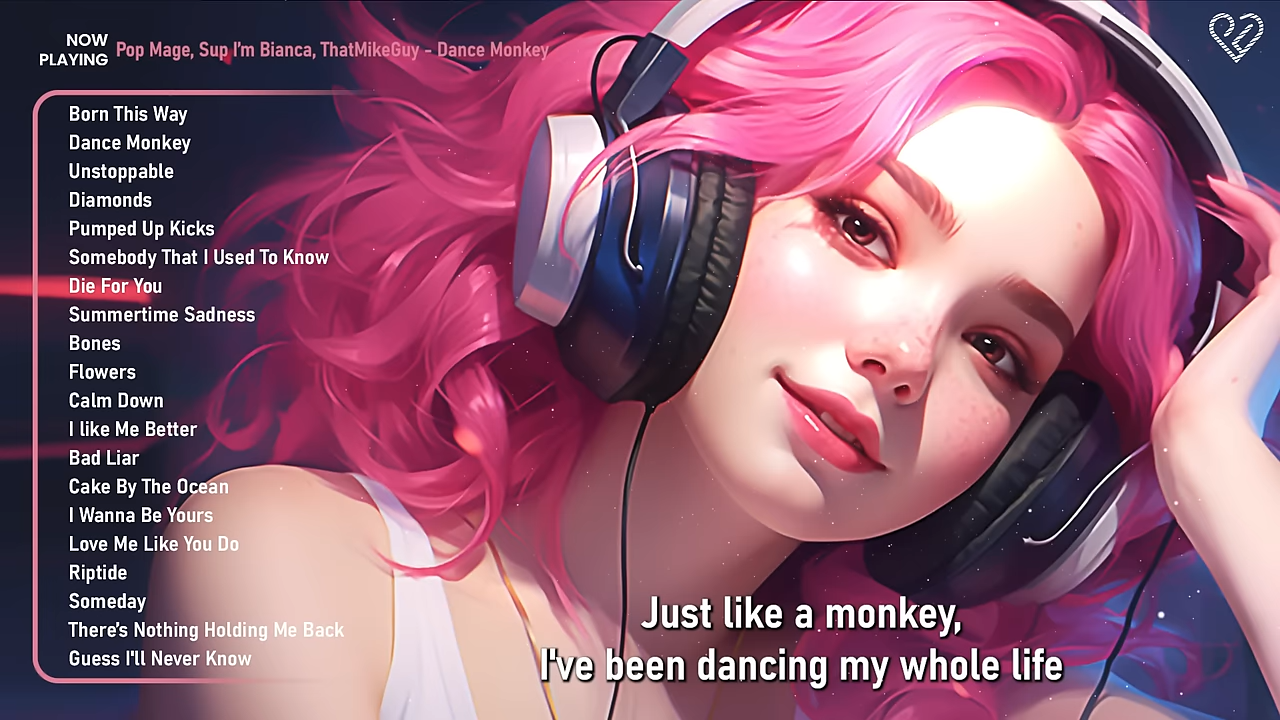 NOW
PLAYING
Pop Mage, Sup I'm Bianca, ThatMikeGuy - Dance Monkey
Born This Way
Dance Monkey
Unstoppable
Diamonds
Pumped Up Kicks
Somebody That I Used To Know
Die For You
Summertime Sadness
Bones
Flowers
Calm Down
I like Me Better
Bad Liar
Cake By The Ocean
I Wanna Be Yours
Love Me Like You Do
Riptide
Someday
There's Nothing Holding Me Back
Guess I'll Never Know
Just like a monkey,
I've been dancing my whole life